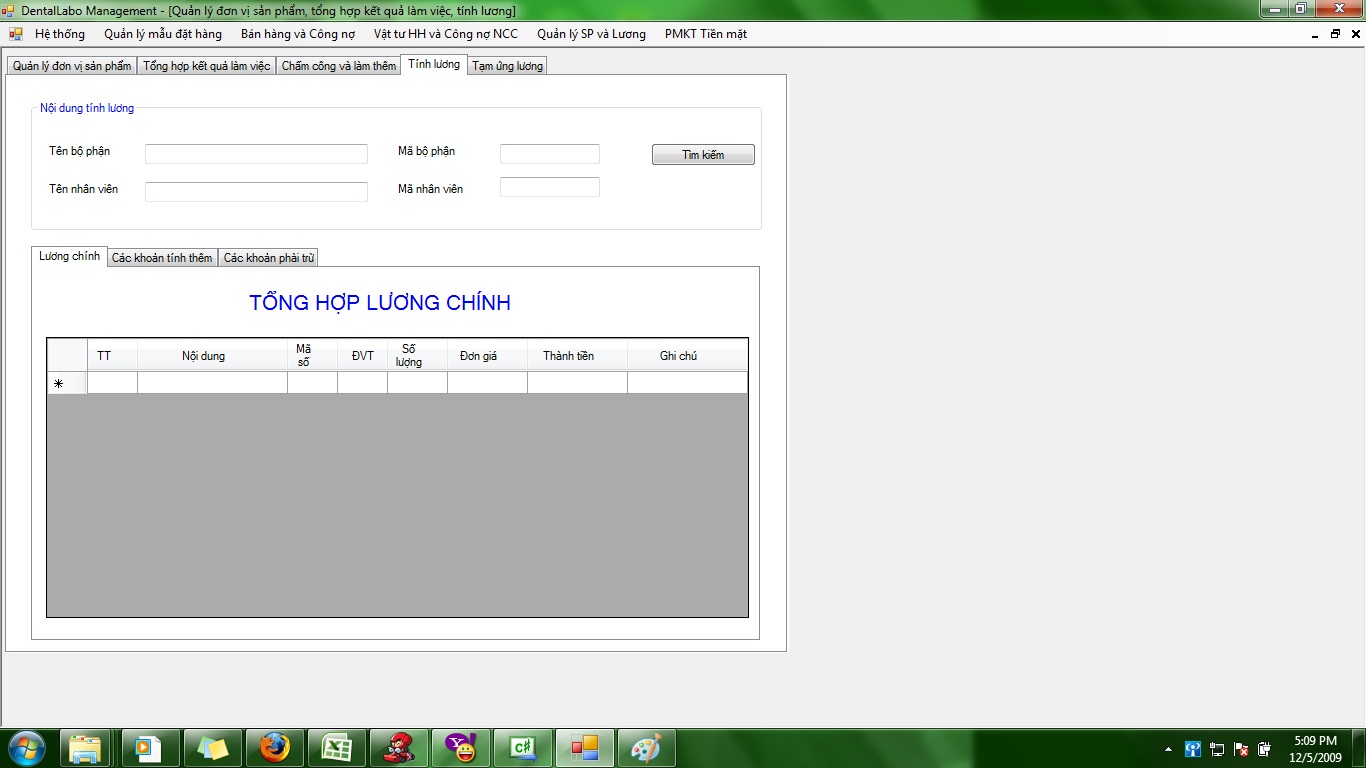 DentalLabo Management - [Quản lý đơn vị sản phẩm, tổng hợp kết quả làm việc, tính lương]
Hệ thống Quản lý mẫu đặt hàng Bán hàng và Công nợ Vật tư HH và Công nợ NCC Quản lý SP và Lương PMKT Tiền mặt
Quản lý đơn vị sản phẩm Tổng hợp kết quả làm việc Chấm công và làm thêm Tính lương Tạm ứng lương
Nội dung tính lương
Tên bộ phận Mã bộ phận Tìm kiếm
Tên nhân viên Mã nhân viên
Lương chính Các khoản tính thêm Các khoản phải trừ
TỔNG HỢP LƯƠNG CHÍNH
TT Nội dung Mã số ĐVT Số lượng Đơn giá Thành tiền Ghi chú
C#
5:09 PM
12/5/2009